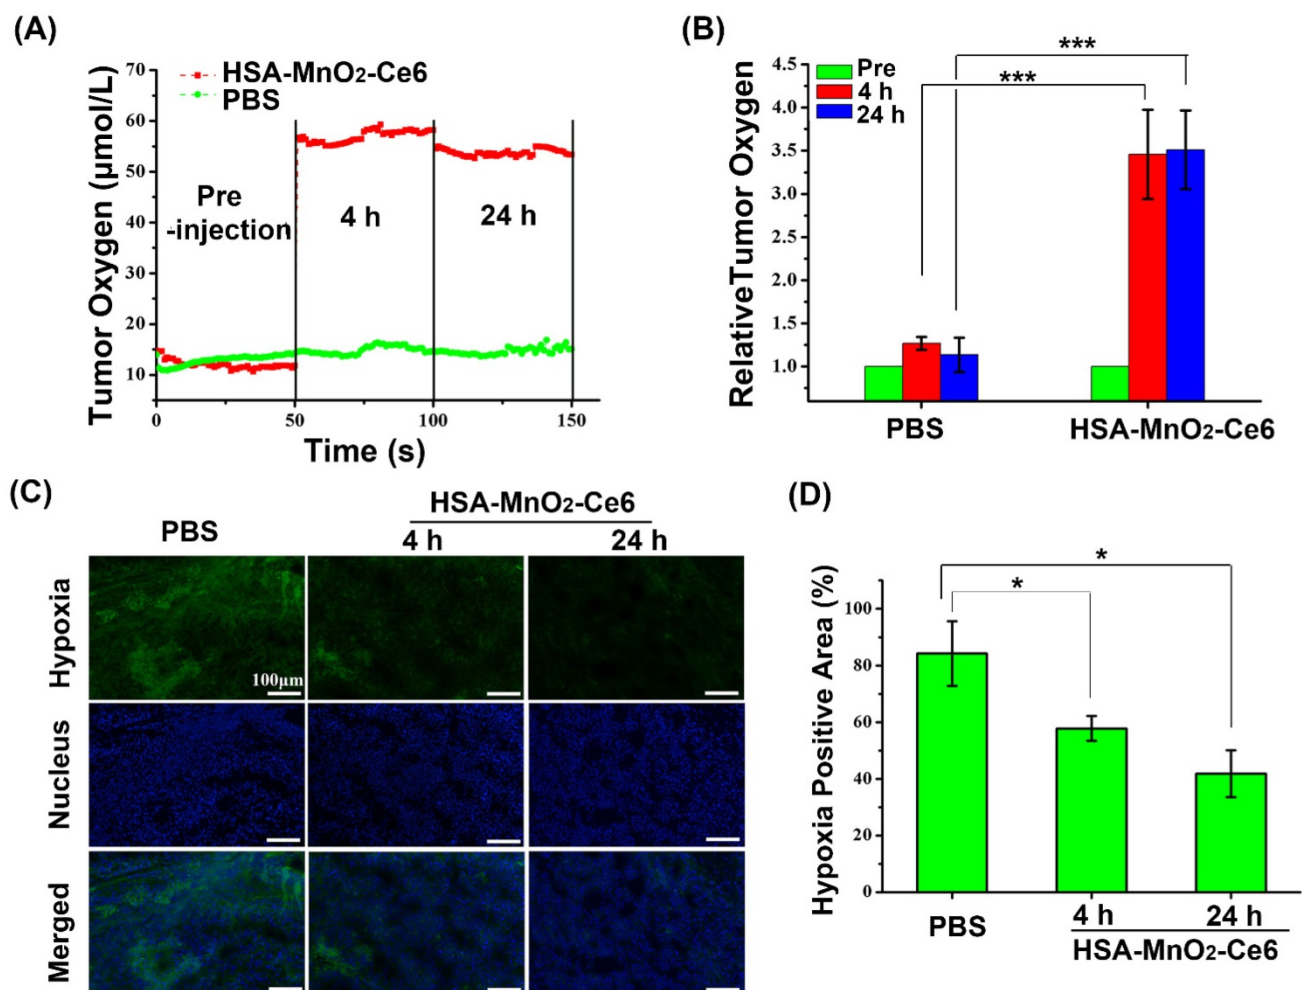 (A)
HSA-MnO2-Ce6
PBS
Tumor Oxygen (μmol/L)
70
60
50
40
30
20
10
Pre
-injection
4 h
24 h
0
50
100
150
Time (s)
(B)
***
***
Pre
4 h
24 h
RelativeTumor Oxygen
4.5
4.0
3.5
3.0
2.5
2.0
1.5
1.0
PBS
HSA-MnO2-Ce6
(C)
HSA-MnO2-Ce6
PBS
4 h
24 h
Hypoxia
100μm
Nucleus
Merged
(D)
*
*
Hypoxia Positive Area (%)
100
80
60
40
20
0
PBS
4 h
24 h
HSA-MnO2-Ce6